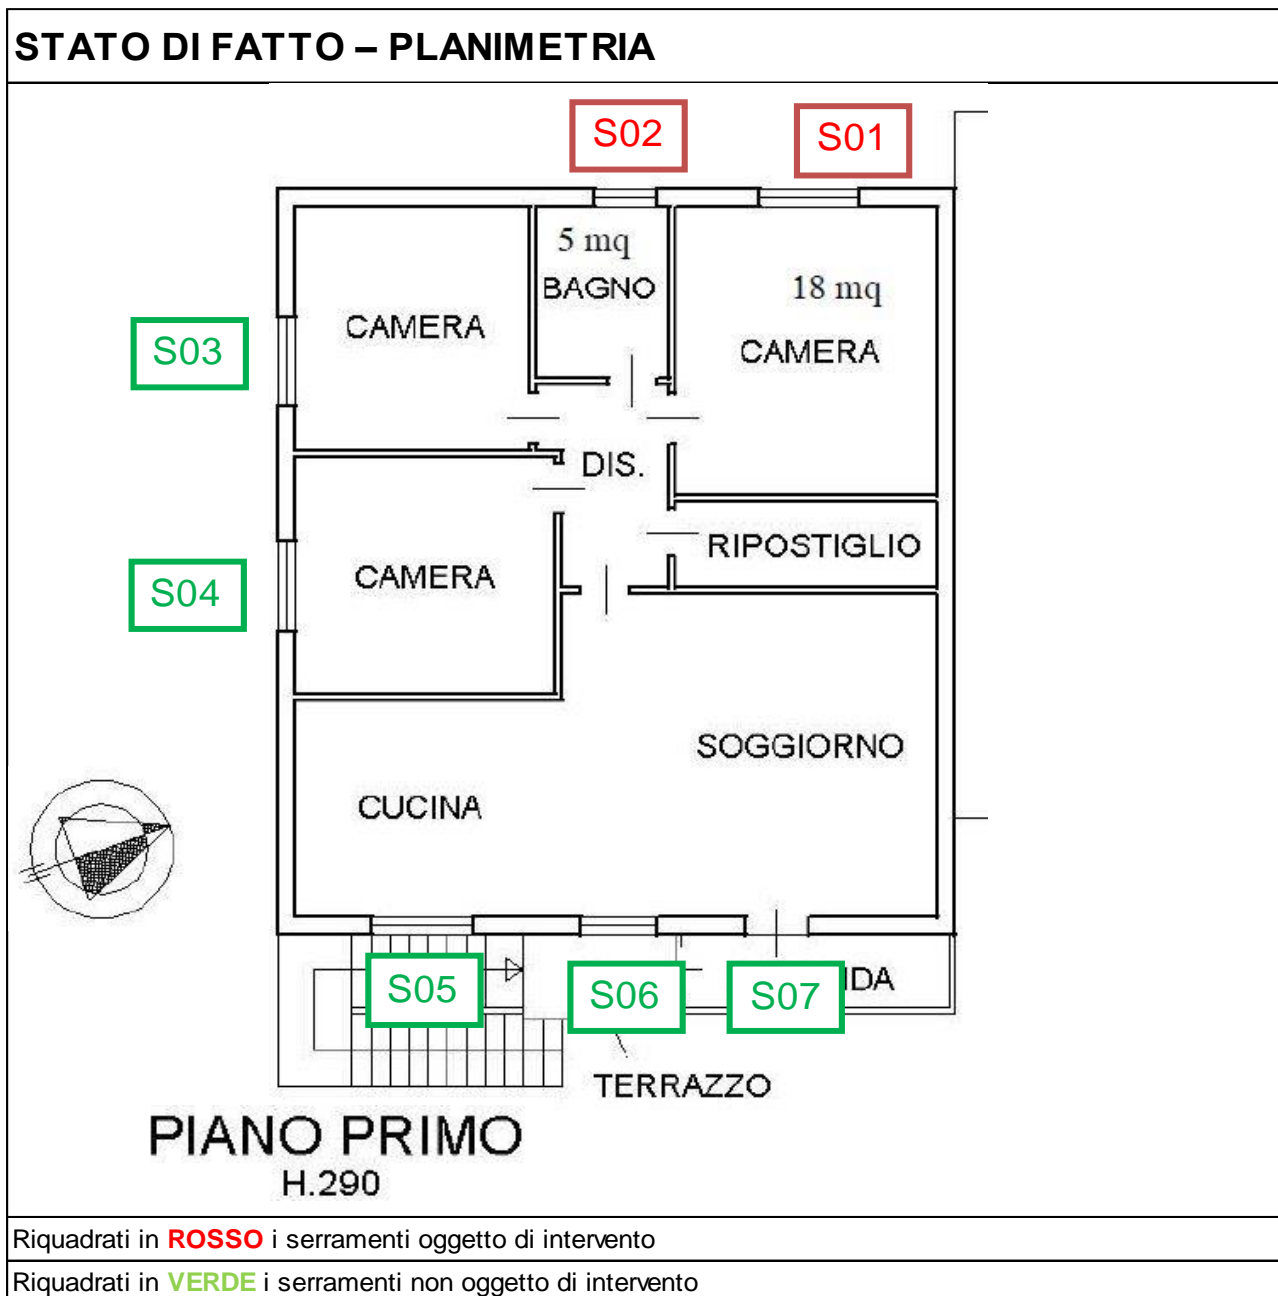 STATO DI FATTO – PLANIMETRIA
S02
S01
5 mq
BAGNO
18 mq
CAMERA
CAMERA
S03
DIS.
RIPOSTIGLIO
CAMERA
S04
SOGGIORNO
CUCINA
S05
S06
S07
TERRAZZO
PIANO PRIMO
H.290
Riquadrati in ROSSO i serramenti oggetto di intervento
Riquadrati in VERDE i serramenti non oggetto di intervento